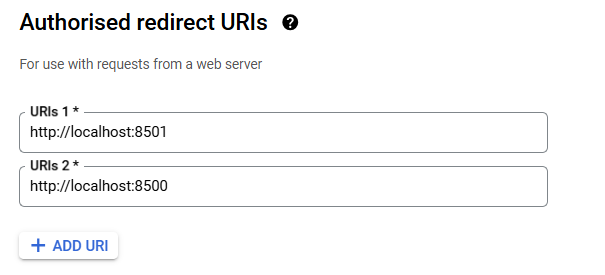 Authorised redirect URIs ?
For use with requests from a web server
URIs 1 *
http://localhost:8501
URIs 2 *
http://localhost:8500
+ ADD URI